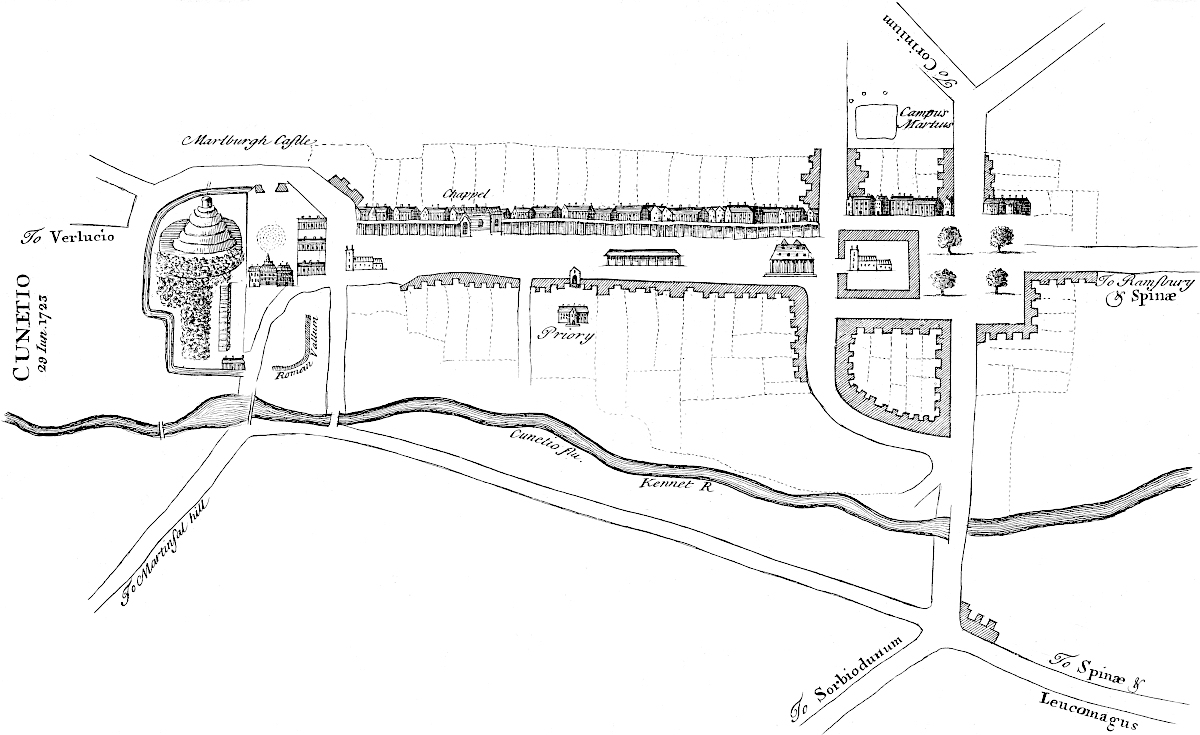 To Corinium
Campus
Martius
Marlburgh Castle
Chappel
To Verlucio
CUNETIO
29 Iun. 1723
To Ramsbury
& Spinæ
Priory
Roman Vallum
Cunetio flu.
Kennet R
To Martinsal hill
To Sorbiodunum
To Spinæ &
Leucomagus